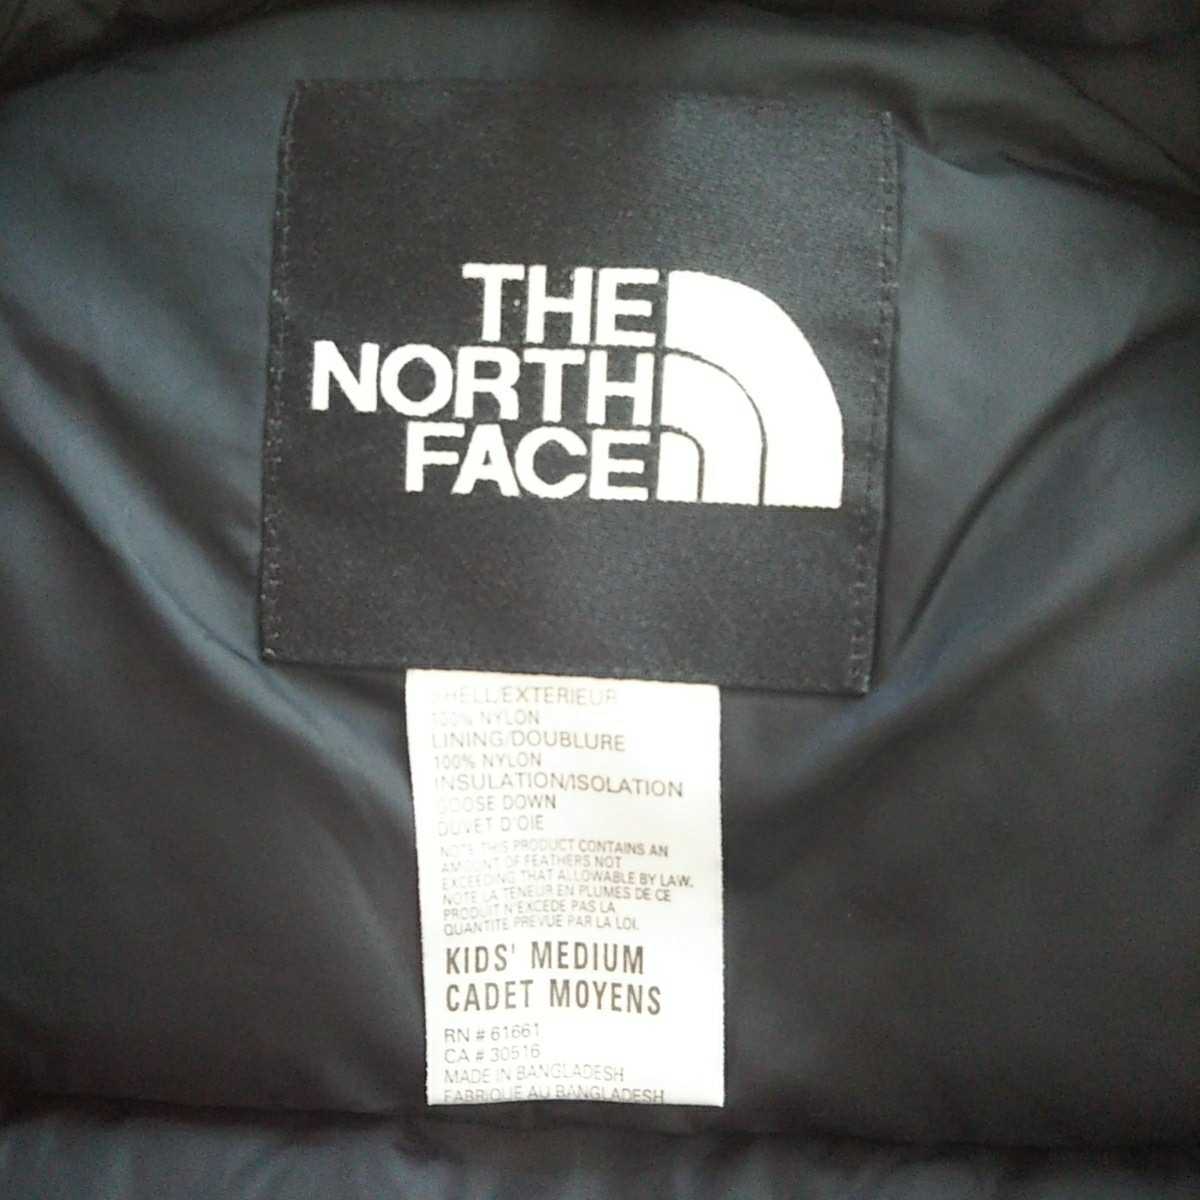 THE
NORTH
FACE
SHELL/EXTERIEUR
100% NYLON
LINING/DOUBLURE
100% NYLON
INSULATION/ISOLATION
GOOSE DOWN
DUVET D'OIE
NOTE THIS PRODUCT CONTAINS AN
AMOUNT OF FEATHERS NOT
EXCEEDING THAT ALLOWABLE BY LAW.
NOTE LA TENEUR EN PLUMES DE CE
PRODUIT N'EXCEDE PAS LA
QUANTITE PREVUE PAR LA LOI.
KIDS' MEDIUM
CADET MOYENS
RN # 61661
CA # 30516
MADE IN BANGLADESH
FABRIQUE AU BANGLADESH